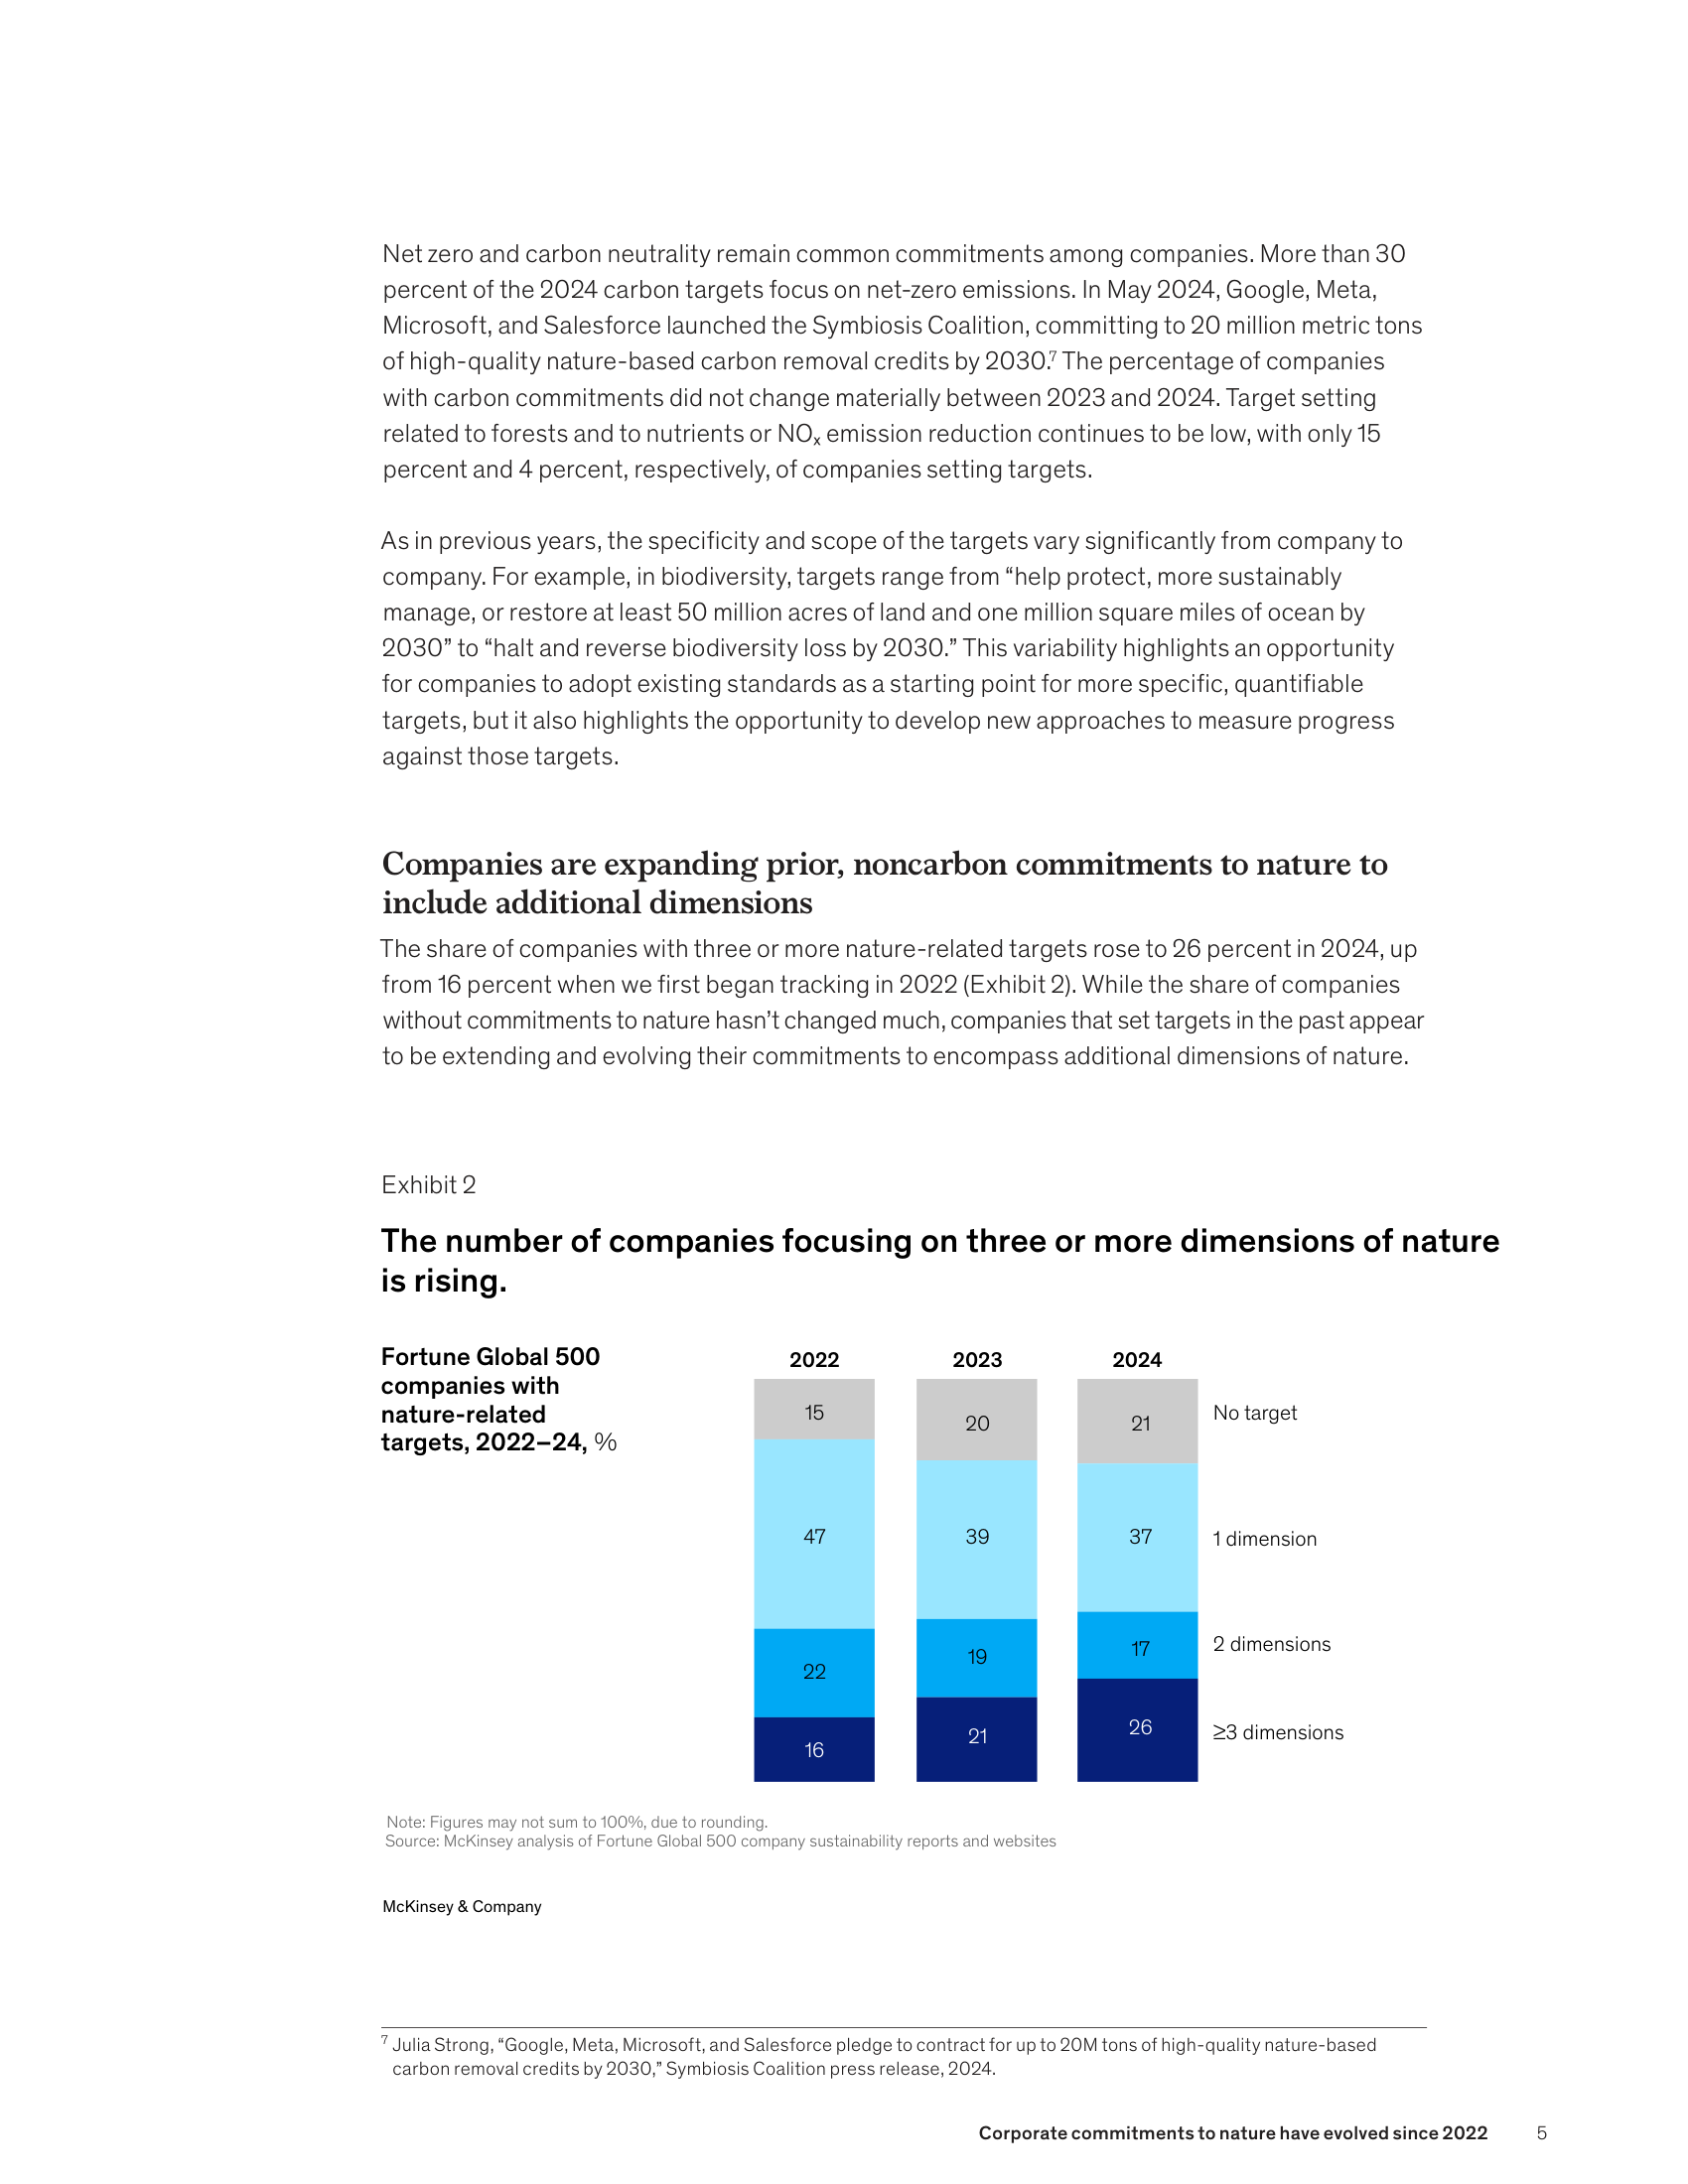 Net zero and carbon neutrality remain common commitments among companies. More than 30
percent of the 2024 carbon targets focus on net-zero emissions. In May 2024, Google, Meta,
Microsoft, and Salesforce launched the Symbiosis Coalition, committing to 20 million metric tons
of high-quality nature-based carbon removal credits by 2030.⁷ The percentage of companies
with carbon commitments did not change materially between 2023 and 2024. Target setting
related to forests and to nutrients or NOₓ emission reduction continues to be low, with only 15
percent and 4 percent, respectively, of companies setting targets.
As in previous years, the specificity and scope of the targets vary significantly from company to
company. For example, in biodiversity, targets range from “help protect, more sustainably
manage, or restore at least 50 million acres of land and one million square miles of ocean by
2030” to “halt and reverse biodiversity loss by 2030.” This variability highlights an opportunity
for companies to adopt existing standards as a starting point for more specific, quantifiable
targets, but it also highlights the opportunity to develop new approaches to measure progress
against those targets.
Companies are expanding prior, noncarbon commitments to nature to
include additional dimensions
The share of companies with three or more nature-related targets rose to 26 percent in 2024, up
from 16 percent when we first began tracking in 2022 (Exhibit 2). While the share of companies
without commitments to nature hasn’t changed much, companies that set targets in the past appear
to be extending and evolving their commitments to encompass additional dimensions of nature.
Exhibit 2
The number of companies focusing on three or more dimensions of nature
is rising.
Fortune Global 500
companies with
nature-related
targets, 2022–24, %
2022 2023 2024
15 20 21 No target
47 39 37 1 dimension
22 19 17 2 dimensions
16 21 26 ≥3 dimensions
Note: Figures may not sum to 100%, due to rounding.
Source: McKinsey analysis of Fortune Global 500 company sustainability reports and websites
McKinsey & Company
⁷ Julia Strong, “Google, Meta, Microsoft, and Salesforce pledge to contract for up to 20M tons of high-quality nature-based
carbon removal credits by 2030,” Symbiosis Coalition press release, 2024.
Corporate commitments to nature have evolved since 2022 5